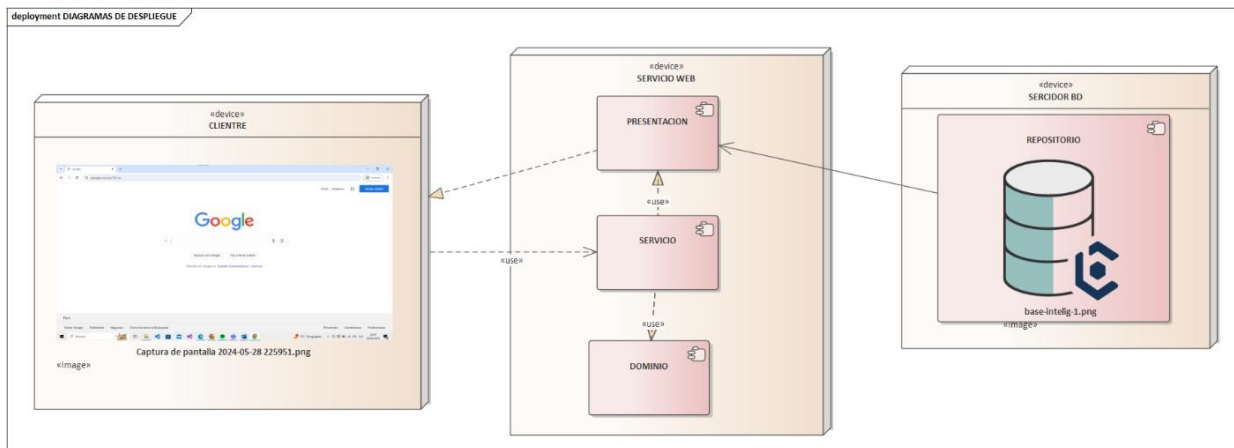 deployment DIAGRAMAS DE DESPLIEGUE
«device»
CLIENTRE
Google
Captura de pantalla 2024-05-28 225951.png
«image»
«use»
«device»
SERVICIO WEB
PRESENTACION
«use»
SERVICIO
«use»
DOMINIO
«device»
SERCIDOR BD
REPOSITORIO
base-intelig-1.png
«image»